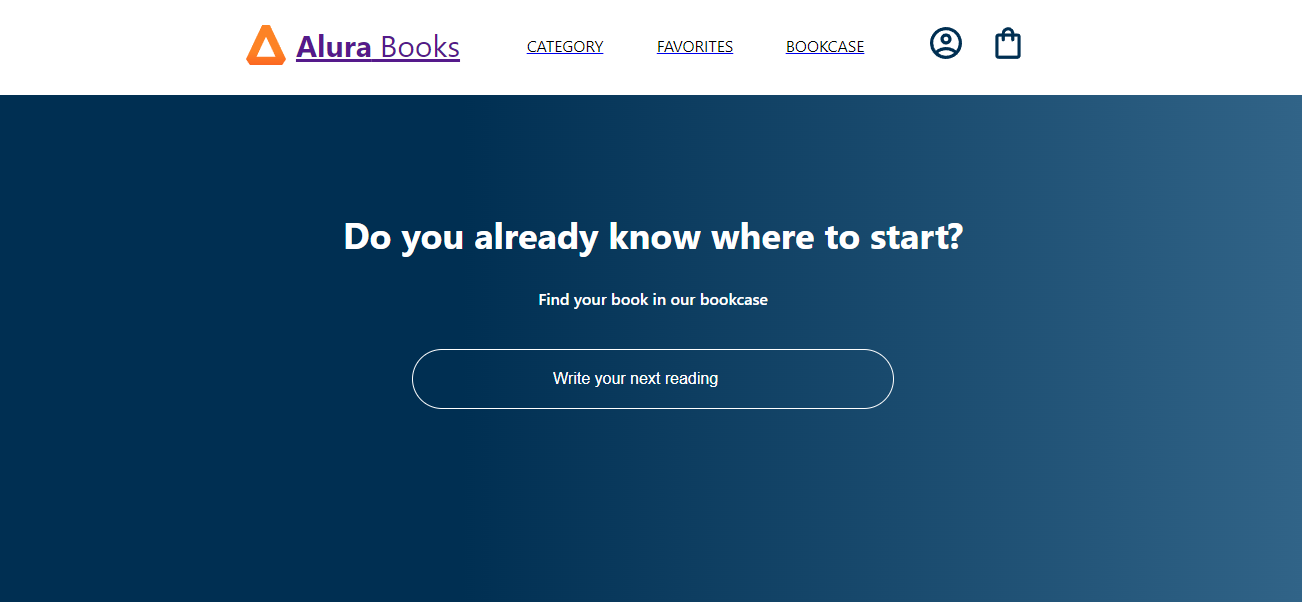 Alura Books
CATEGORY
FAVORITES
BOOKCASE
Do you already know where to start?
Find your book in our bookcase
Write your next reading